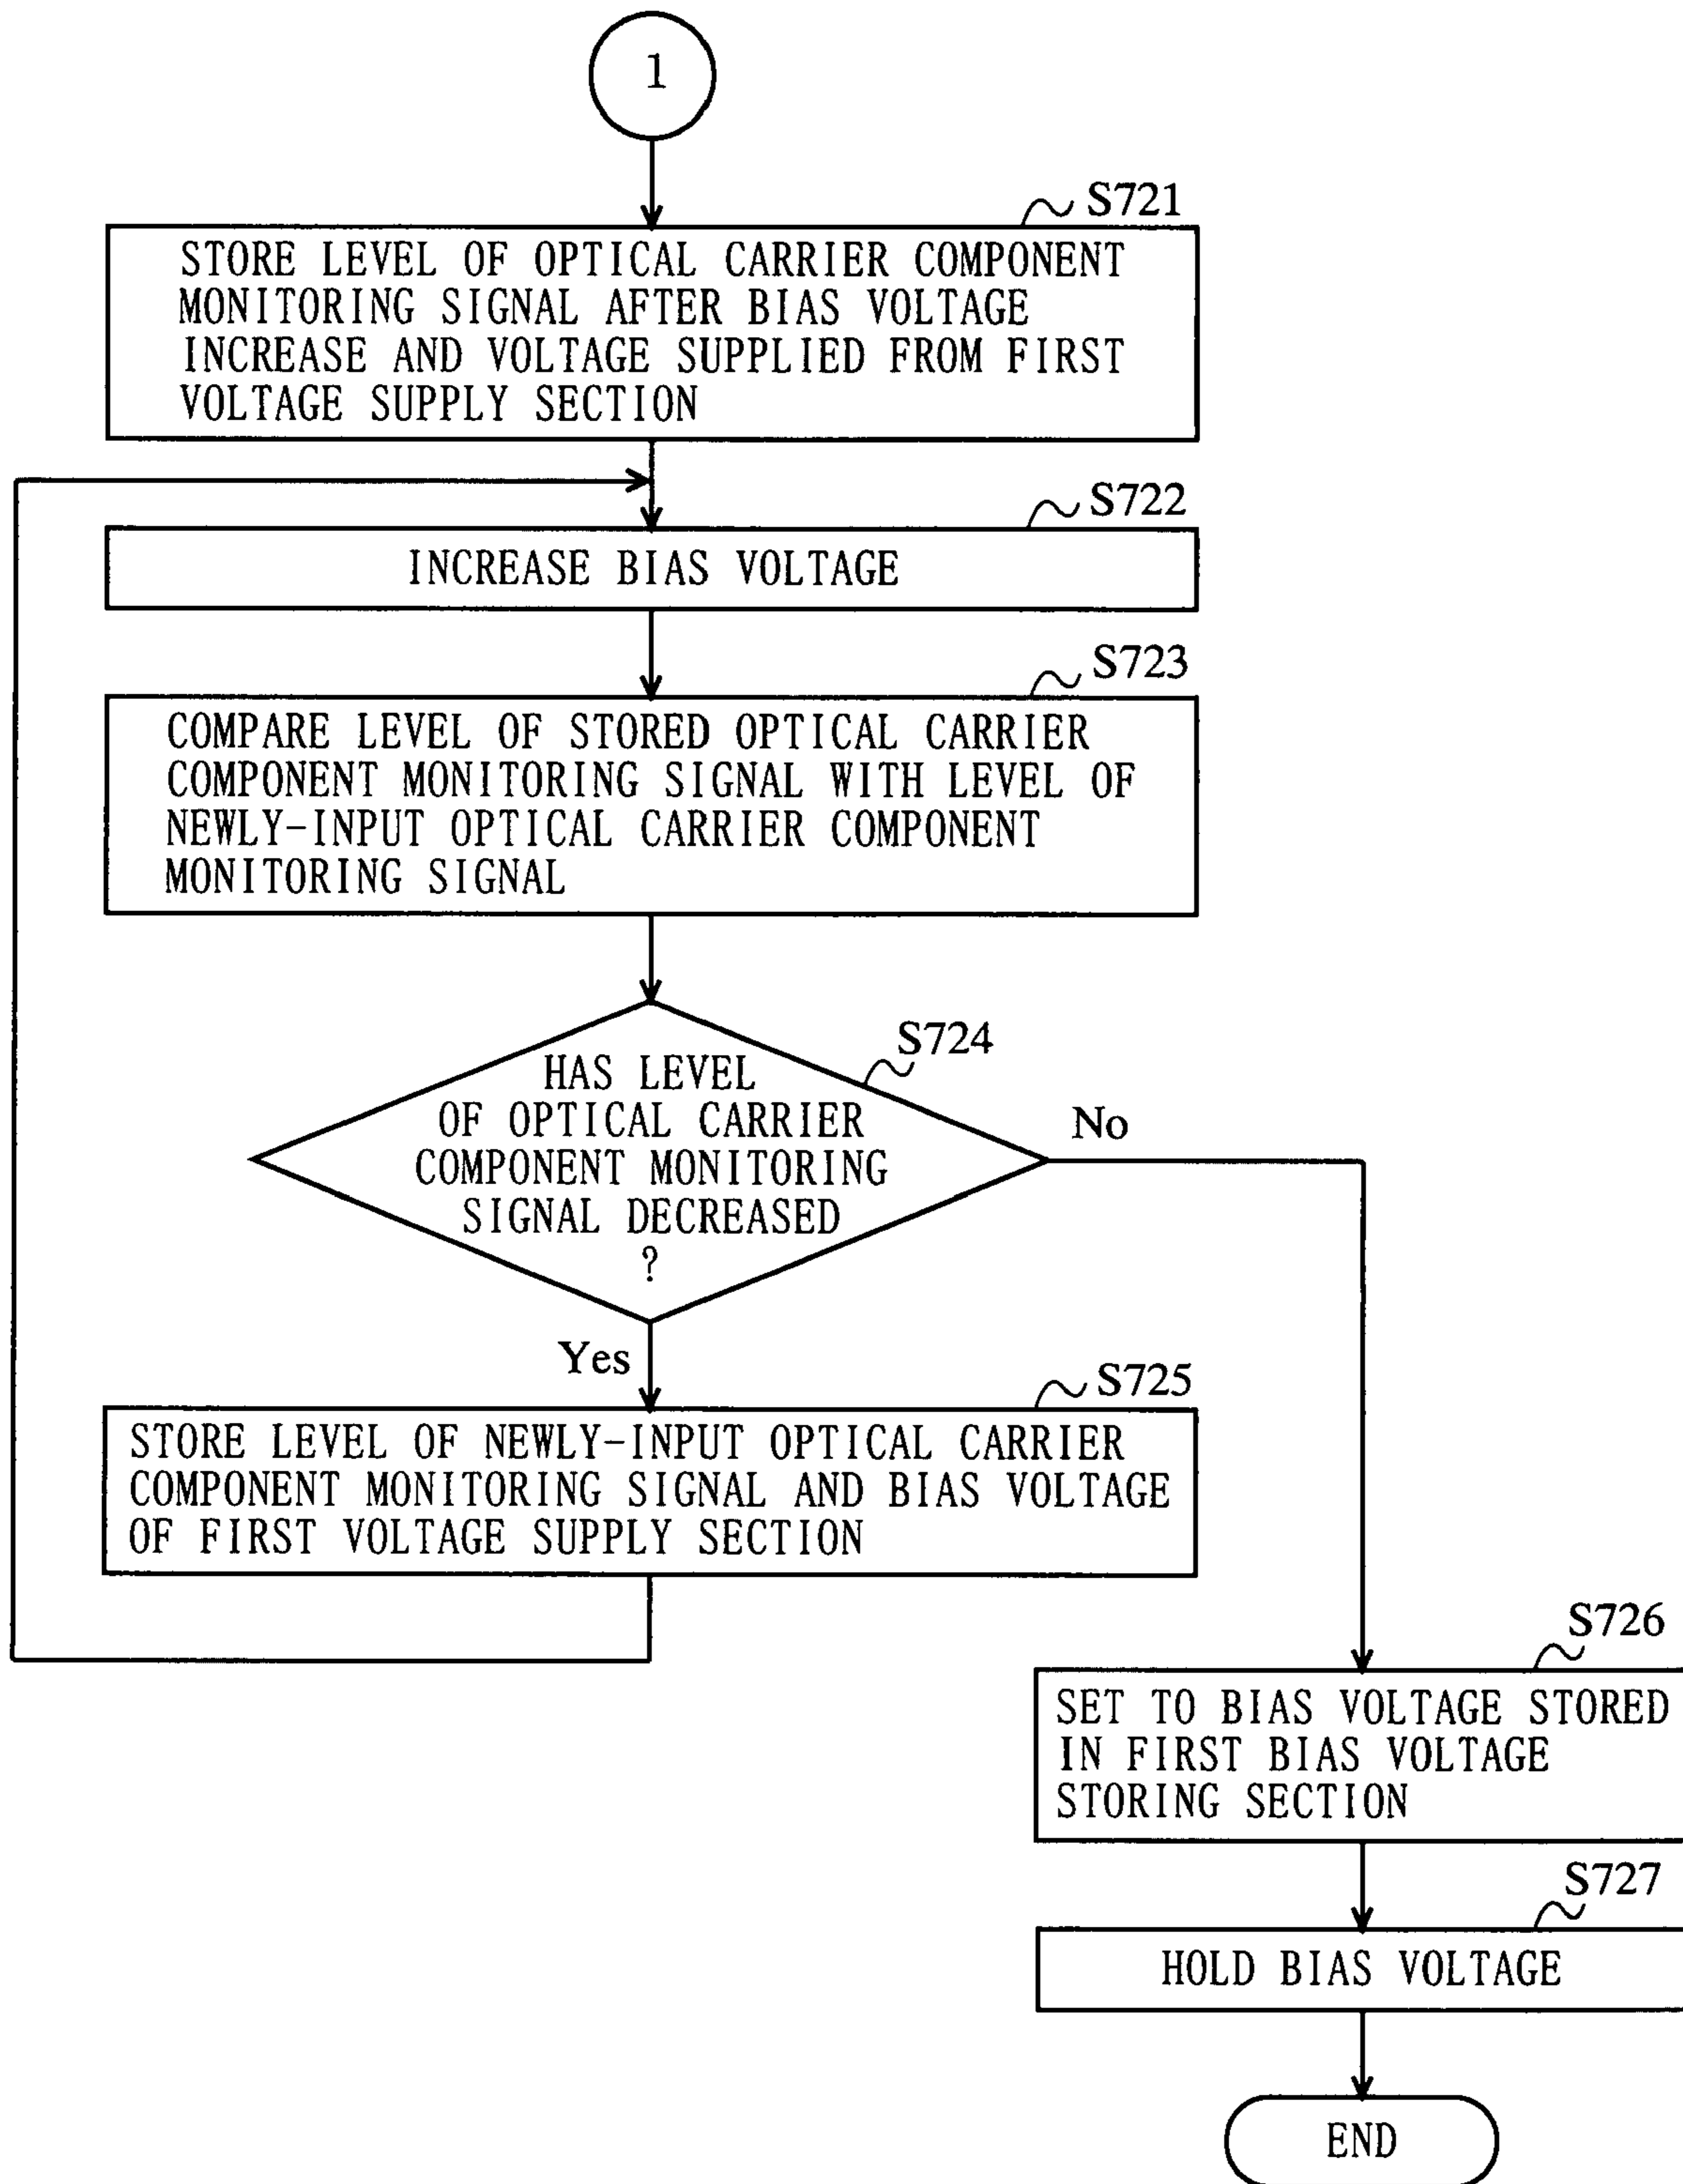 1
S721
STORE LEVEL OF OPTICAL CARRIER COMPONENT
MONITORING SIGNAL AFTER BIAS VOLTAGE
INCREASE AND VOLTAGE SUPPLIED FROM FIRST
VOLTAGE SUPPLY SECTION
S722
INCREASE BIAS VOLTAGE
S723
COMPARE LEVEL OF STORED OPTICAL CARRIER
COMPONENT MONITORING SIGNAL WITH LEVEL OF
NEWLY-INPUT OPTICAL CARRIER COMPONENT
MONITORING SIGNAL
S724
HAS LEVEL
OF OPTICAL CARRIER
COMPONENT MONITORING
SIGNAL DECREASED
?
No
Yes
S725
STORE LEVEL OF NEWLY-INPUT OPTICAL CARRIER
COMPONENT MONITORING SIGNAL AND BIAS VOLTAGE
OF FIRST VOLTAGE SUPPLY SECTION
S726
SET TO BIAS VOLTAGE STORED
IN FIRST BIAS VOLTAGE
STORING SECTION
S727
HOLD BIAS VOLTAGE
END